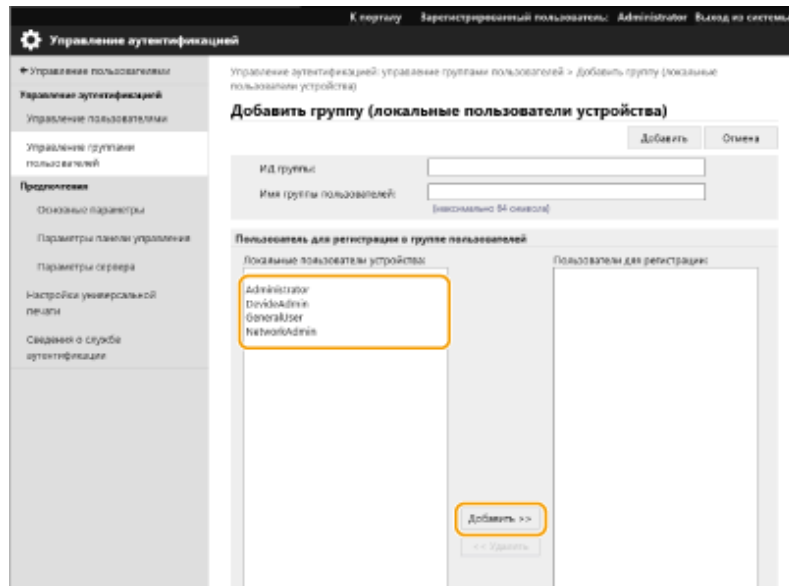 К порталу Зарегистрированный пользователь: Administrator Выход из системы
Управление аутентификацией
Управление пользователями
Управление аутентификацией
Управление пользователями
Управление группами
пользователей
Предпочтения
Основные параметры
Параметры панели управления
Параметры сервера
Настройки универсальной
печати
Сведения о службе
аутентификации
Управление аутентификацией: управление группами пользователей > Добавить группу (локальные
пользователи устройства)
Добавить группу (локальные пользователи устройства)
Добавить Отмена
ИД группы:
Имя группы пользователей:
(максимально 64 символа)
Пользователь для регистрации в группе пользователей
Локальные пользователи устройства:
Пользователи для регистрации:
Administrator
DevideAdmin
GeneralUser
NetworkAdmin
Добавить >>
<< Удалить